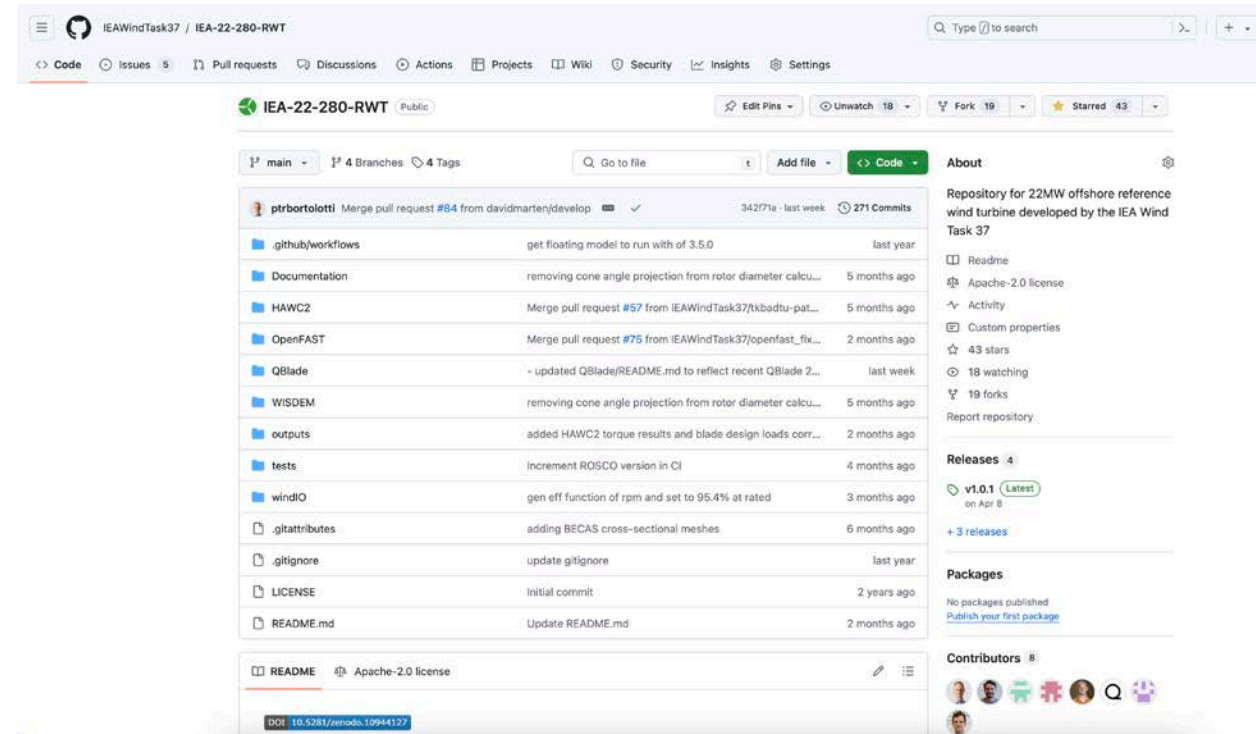 IEAWindTask37 / IEA-22-280-RWT
Type / to search
Code
Issues 5
Pull requests
Discussions
Actions
Projects
Wiki
Security
Insights
Settings
IEA-22-280-RWT Public
Edit Pins
Unwatch 18
Fork 19
Starred 43
main
4 Branches
4 Tags
Go to file
t
Add file
<> Code
ptrbortolotti Merge pull request #84 from davidmarten/develop
342f71a · last week
271 Commits
.github/workflows get floating model to run with of 3.5.0 last year
Documentation removing cone angle projection from rotor diameter calcu... 5 months ago
HAWC2 Merge pull request #57 from IEAWindTask37/tkbadtu-pat... 5 months ago
OpenFAST Merge pull request #75 from IEAWindTask37/openfast_fix... 2 months ago
QBlade - updated QBlade/README.md to reflect recent QBlade 2... last week
WISDEM removing cone angle projection from rotor diameter calcu... 5 months ago
outputs added HAWC2 torque results and blade design loads corr... 2 months ago
tests Increment ROSCO version in CI 4 months ago
windIO gen eff function of rpm and set to 95.4% at rated 3 months ago
.gitattributes adding BECAS cross-sectional meshes 6 months ago
.gitignore update gitignore last year
LICENSE Initial commit 2 years ago
README.md Update README.md 2 months ago
README
Apache-2.0 license
DOI 10.5281/zenodo.10944127
About
Repository for 22MW offshore reference
wind turbine developed by the IEA Wind
Task 37
Readme
Apache-2.0 license
Activity
Custom properties
43 stars
18 watching
19 forks
Report repository
Releases 4
v1.0.1 Latest
on Apr 8
+ 3 releases
Packages
No packages published
Publish your first package
Contributors 8